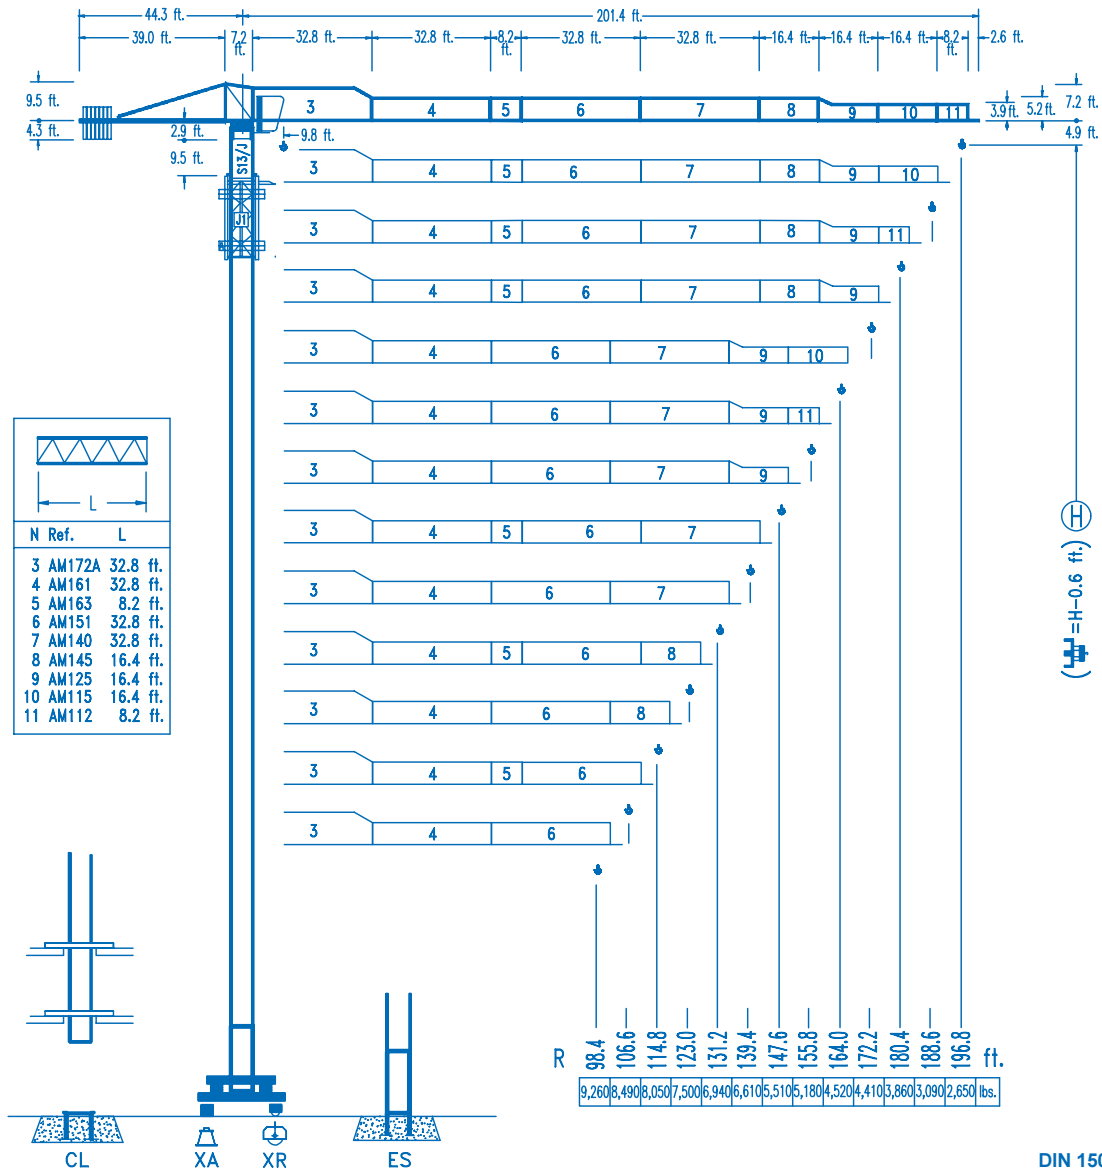 44.3 ft.
201.4 ft.
39.0 ft.
7.2 ft.
32.8 ft.
32.8 ft.
8.2 ft.
32.8 ft.
32.8 ft.
16.4 ft.
16.4 ft.
16.4 ft.
8.2 ft.
2.6 ft.
9.5 ft.
4.3 ft.
2.9 ft.
9.5 ft.
9.8 ft.
3.9 ft.
5.2 ft.
7.2 ft.
4.9 ft.
S13/J
J1
3 4 5 6 7 8 9 10 11
3 4 5 6 7 8 9 10
3 4 5 6 7 8 9 11
3 4 5 6 7 8 9
3 4 6 7 9 10
3 4 6 7 9 11
3 4 6 7 9
3 4 5 6 7
3 4 6 7
3 4 5 6 8
3 4 6 8
3 4 5 6
3 4 6
L
N Ref. L
3 AM172A 32.8 ft.
4 AM161 32.8 ft.
5 AM163 8.2 ft.
6 AM151 32.8 ft.
7 AM140 32.8 ft.
8 AM145 16.4 ft.
9 AM125 16.4 ft.
10 AM115 16.4 ft.
11 AM112 8.2 ft.
H
( =H-0.6 ft.)
R 98.4 106.6 114.8 123.0 131.2 139.4 147.6 155.8 164.0 172.2 180.4 188.6 196.8 ft.
9,260 8,490 8,050 7,500 6,940 6,610 5,510 5,180 4,520 4,410 3,860 3,090 2,650 lbs.
CL XA XR ES
DIN 150